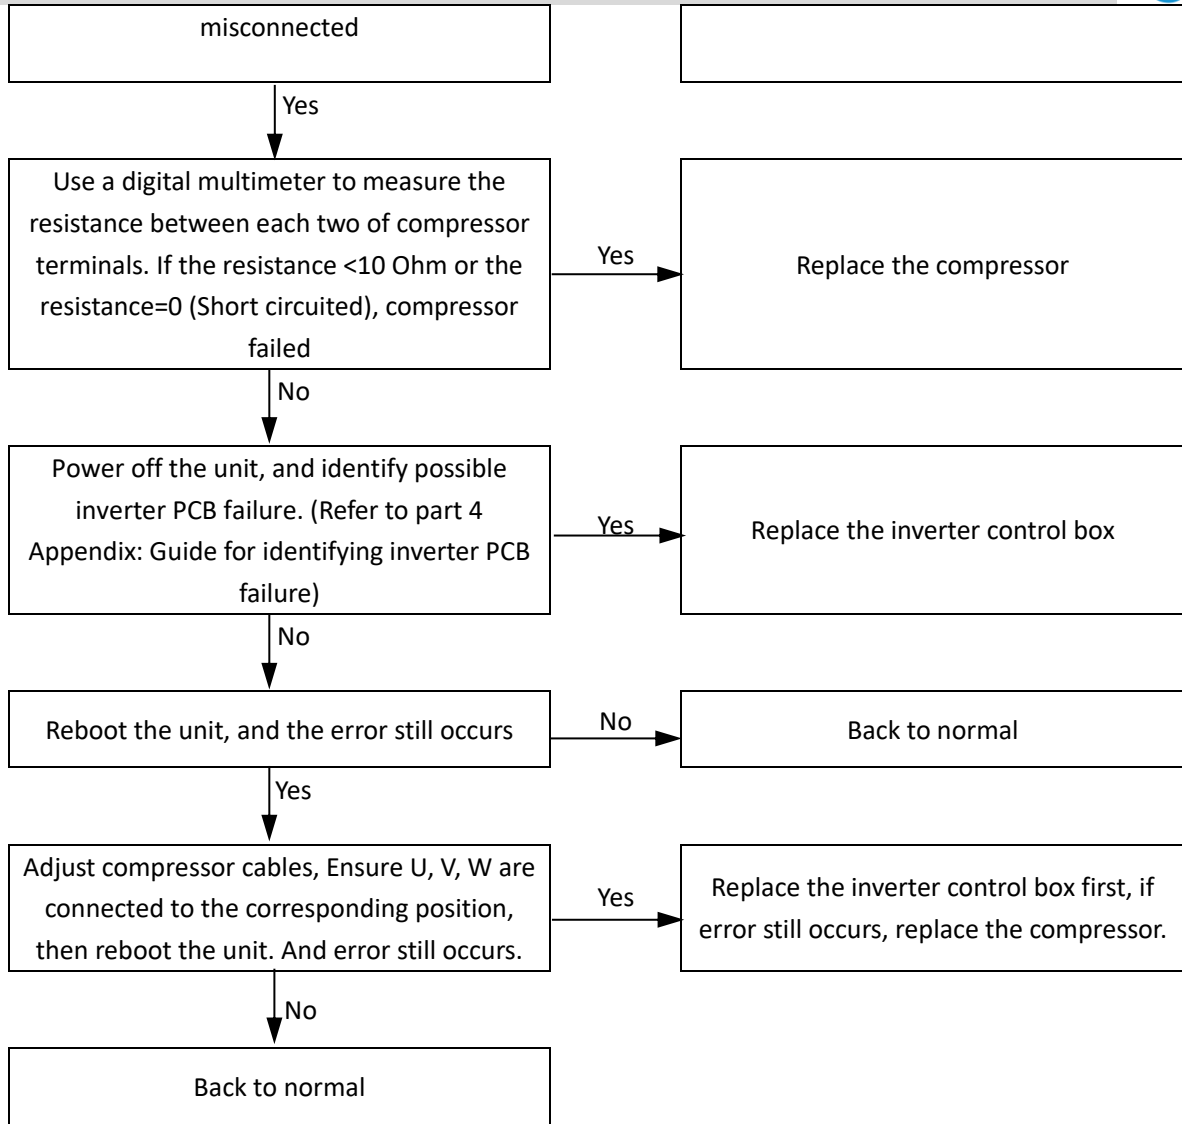 misconnected
Yes
Use a digital multimeter to measure the
resistance between each two of compressor
terminals. If the resistance <10 Ohm or the
resistance=0 (Short circuited), compressor
failed
Yes
Replace the compressor
No
Power off the unit, and identify possible
inverter PCB failure. (Refer to part 4
Appendix: Guide for identifying inverter PCB
failure)
Yes
Replace the inverter control box
No
Reboot the unit, and the error still occurs
No
Back to normal
Yes
Adjust compressor cables, Ensure U, V, W are
connected to the corresponding position,
then reboot the unit. And error still occurs.
Yes
Replace the inverter control box first, if
error still occurs, replace the compressor.
No
Back to normal